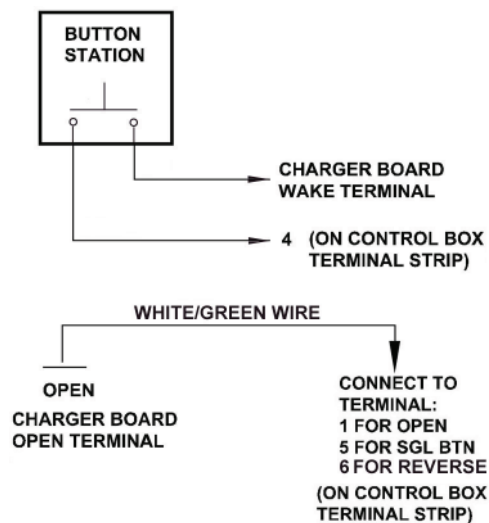 BUTTON
STATION
CHARGER BOARD
WAKE TERMINAL
4 (ON CONTROL BOX
TERMINAL STRIP)
WHITE/GREEN WIRE
OPEN
CHARGER BOARD
OPEN TERMINAL
CONNECT TO
TERMINAL:
1 FOR OPEN
5 FOR SGL BTN
6 FOR REVERSE
(ON CONTROL BOX
TERMINAL STRIP)